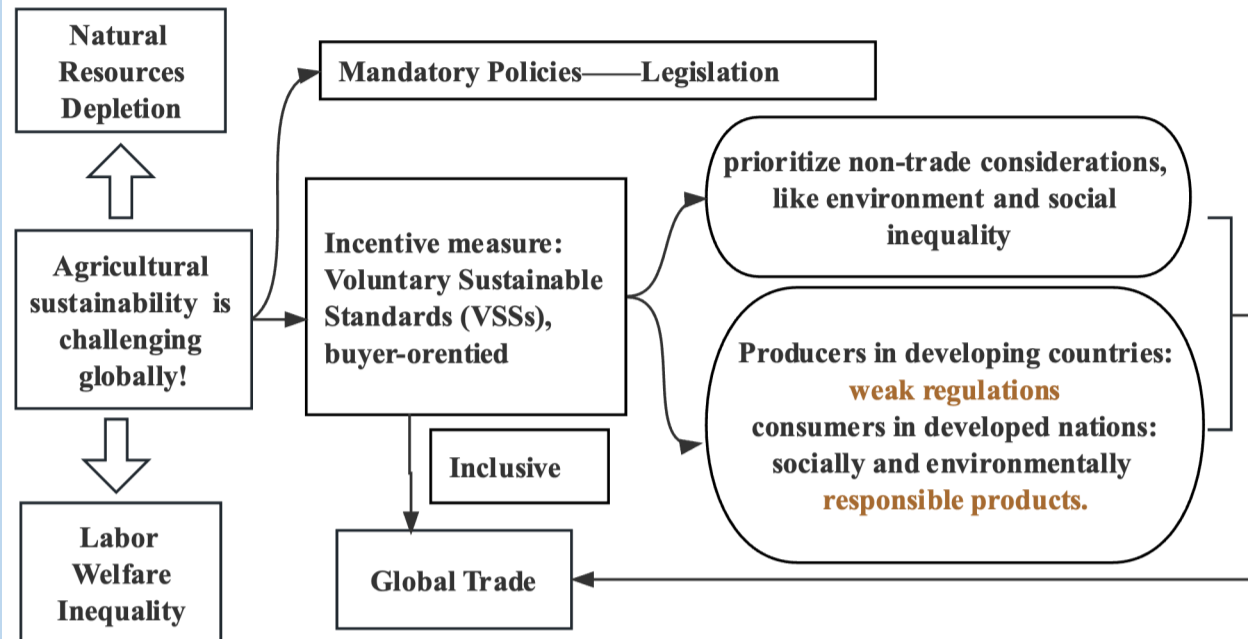 Natural
Resources
Depletion
Mandatory Policies——Legislation
prioritize non-trade considerations,
like environment and social
inequality
Agricultural
sustainability is
challenging
globally!
Incentive measure:
Voluntary Sustainable
Standards (VSSs),
buyer-orentied
Producers in developing countries:
weak regulations
consumers in developed nations:
socially and environmentally
responsible products.
Inclusive
Labor
Welfare
Inequality
Global Trade